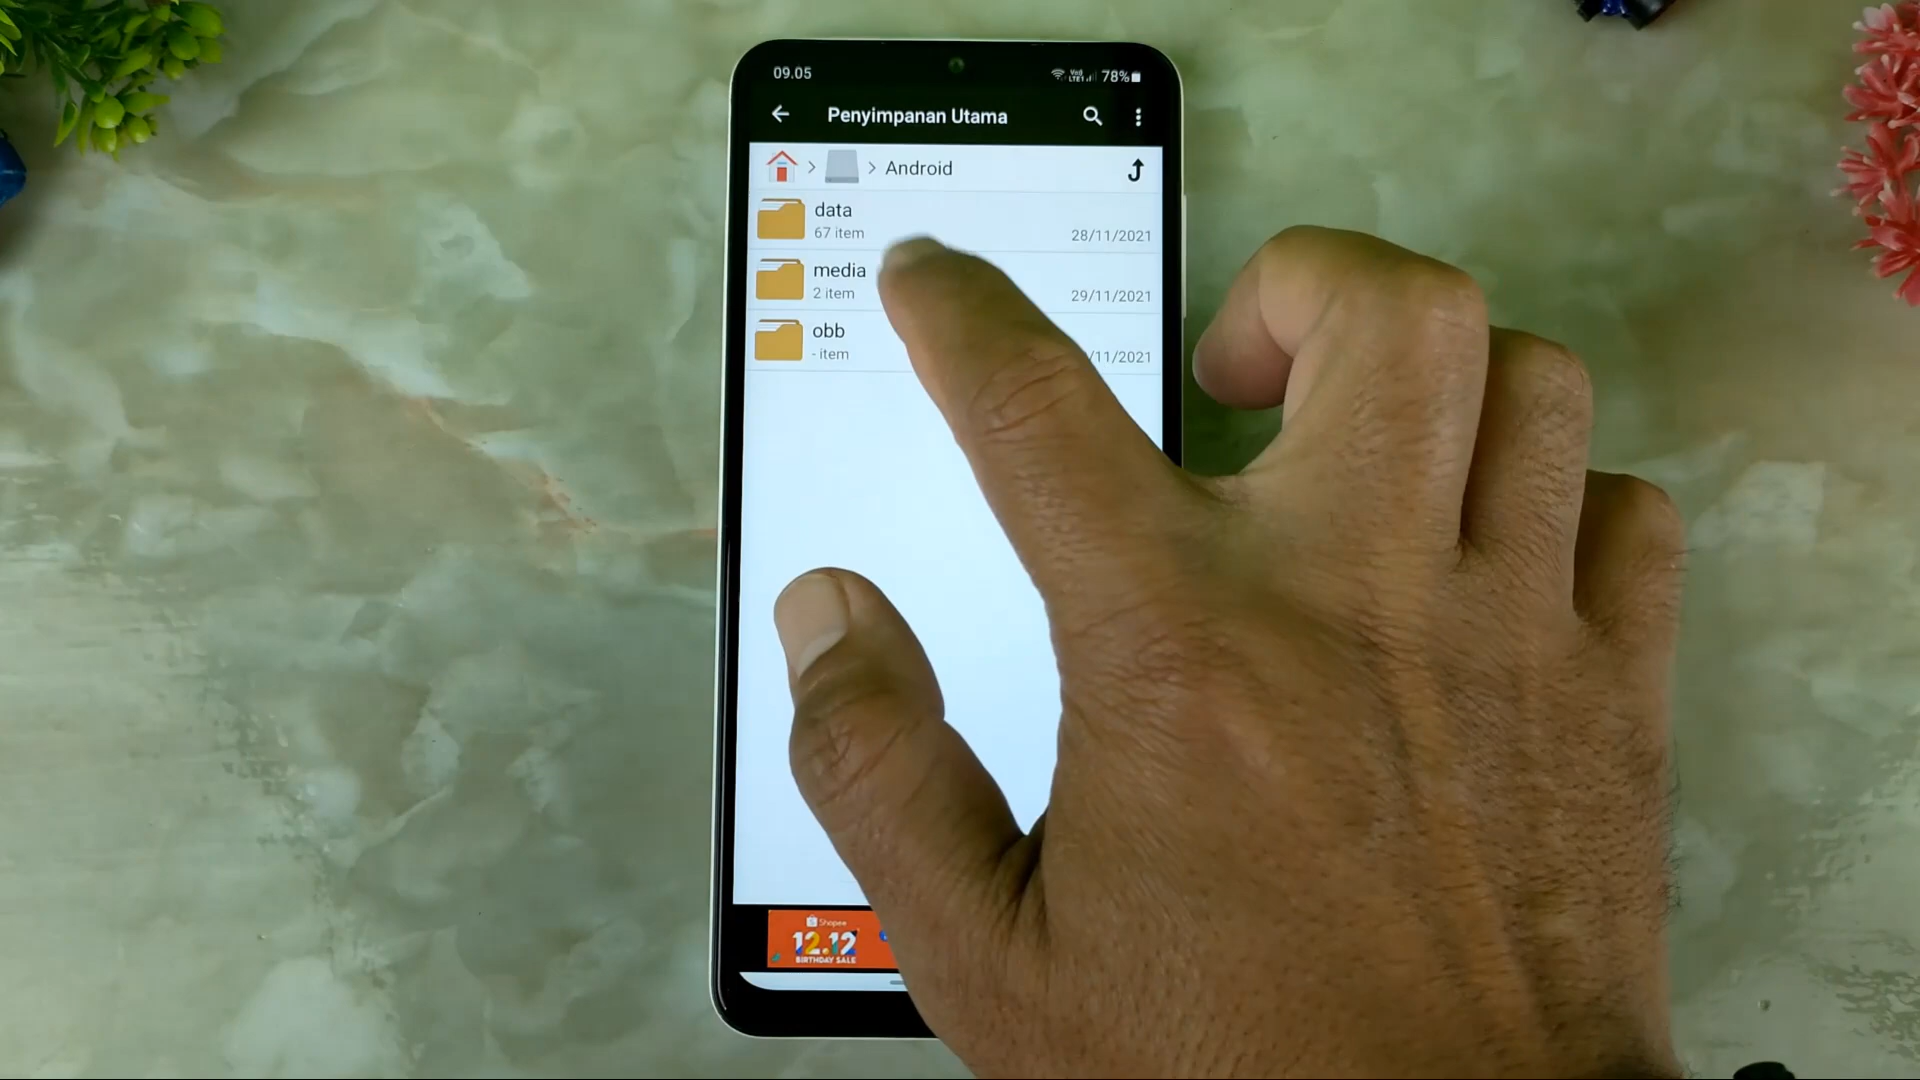 09.05
78%
Penyimpanan Utama
> > Android
data
67 item
28/11/2021
media
2 item
29/11/2021
obb
- item
/11/2021
Shopee
12.12
BIRTHDAY SALE